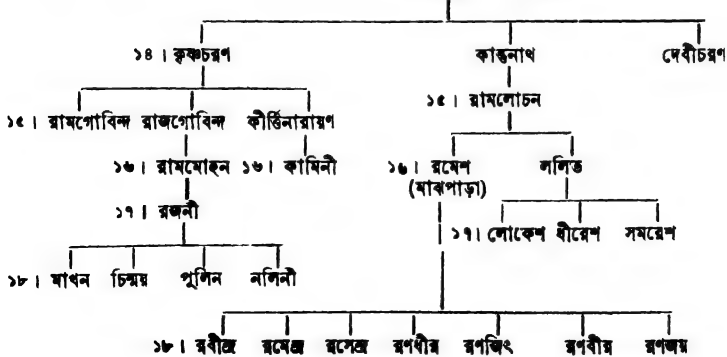 ১৪। কৃষ্ণচরণ কান্তনাথ দেবীচরণ
১৫। রামগোবিন্দ রাজগোবিন্দ কীর্ত্তিনারায়ণ ১৫। রামলোচন
১৬। রামমোহন ১৬। কামিনী ১৬। রমেশ ললিত
(মাঝপাড়া)
১৭। রজনী ১৭। লোকেশ ধীরেশ সমরেশ
১৮। মাখন চিন্ময় পুলিন নলিনী
১৮। রবীন্দ্র রমেন্দ্র রসেন্দ্র রণধীর রণজিৎ রণবীর রণজয়